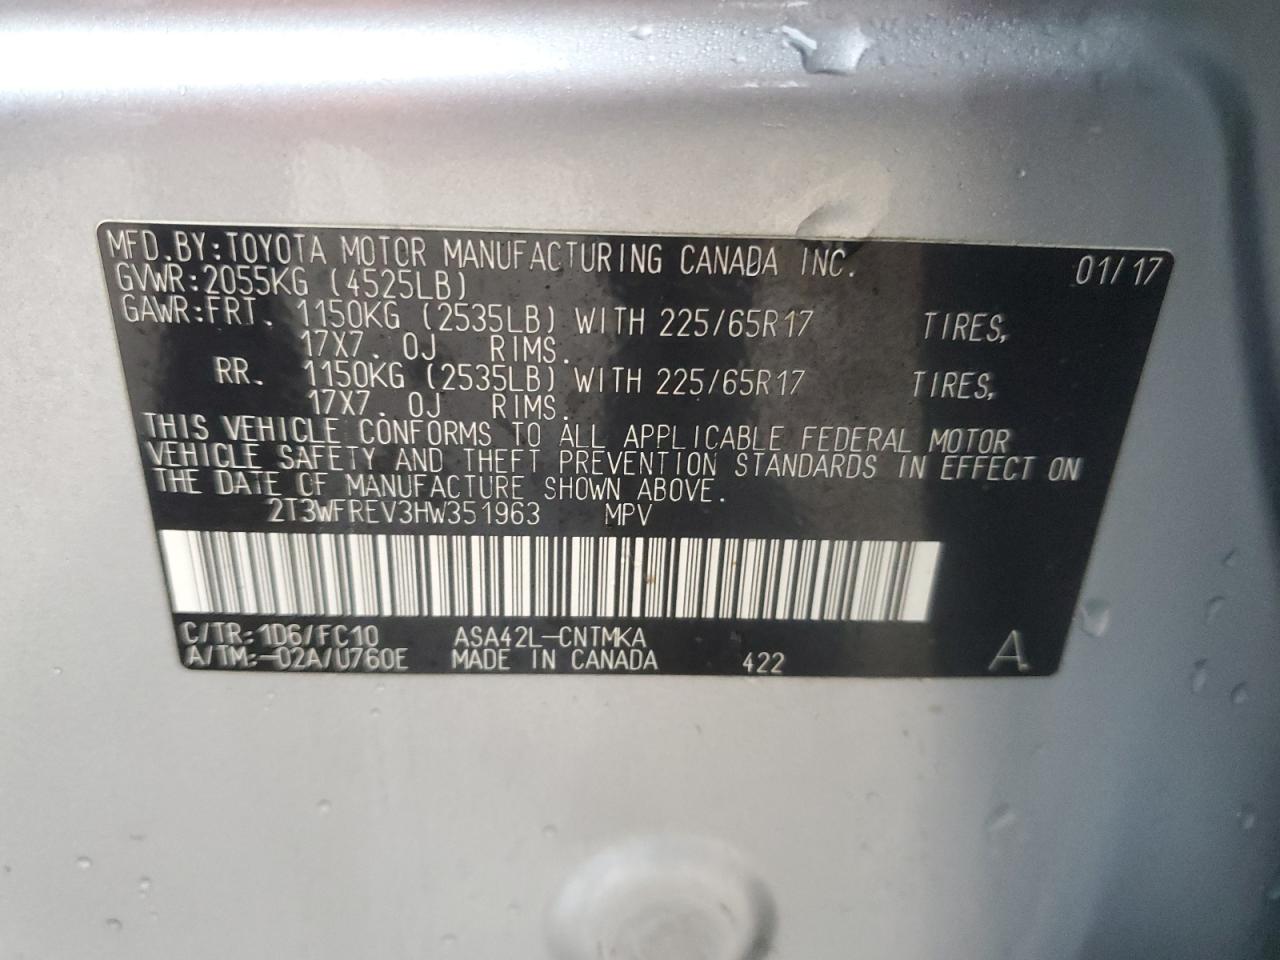 MFD.BY:TOYOTA MOTOR MANUFACTURING CANADA INC. 01/17
GVWR:2055KG (4525LB)
GAWR:FRT. 1150KG (2535LB) WITH 225/65R17 TIRES,
17X7. 0J RIMS.
RR. 1150KG (2535LB) WITH 225/65R17 TIRES,
17X7. 0J RIMS.
THIS VEHICLE CONFORMS TO ALL APPLICABLE FEDERAL MOTOR
VEHICLE SAFETY AND THEFT PREVENTION STANDARDS IN EFFECT ON
THE DATE OF MANUFACTURE SHOWN ABOVE.
2T3WFREV3HW351963 MPV
C/TR:1D6/FC10 ASA42L-CNTMKA
A/TM:-02A/U760E MADE IN CANADA 422 A